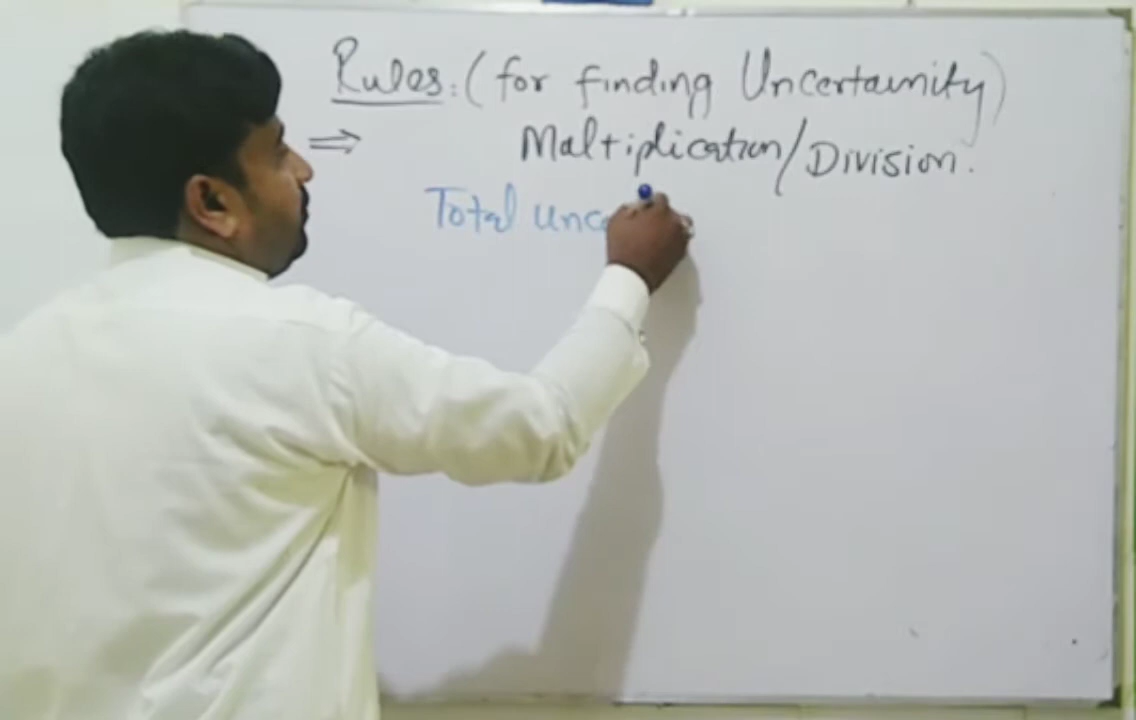 Rules: (for finding Uncertainity)
⇒ Maltiplication/Division.
Total unc